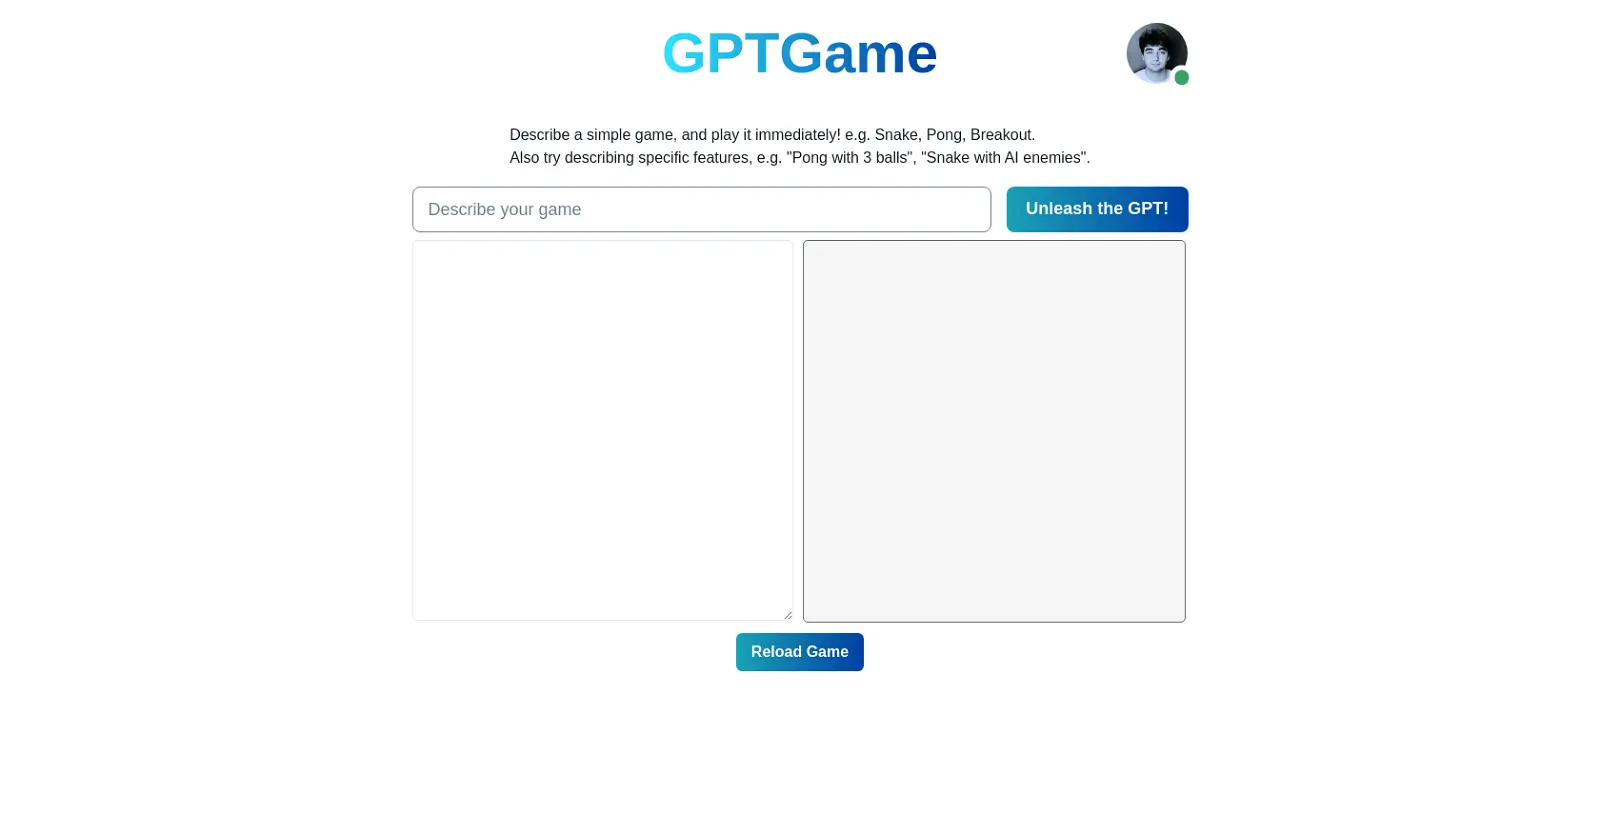 GPTGame
Describe a simple game, and play it immediately! e.g. Snake, Pong, Breakout.
Also try describing specific features, e.g. "Pong with 3 balls", "Snake with AI enemies".
Describe your game
Unleash the GPT!
Reload Game